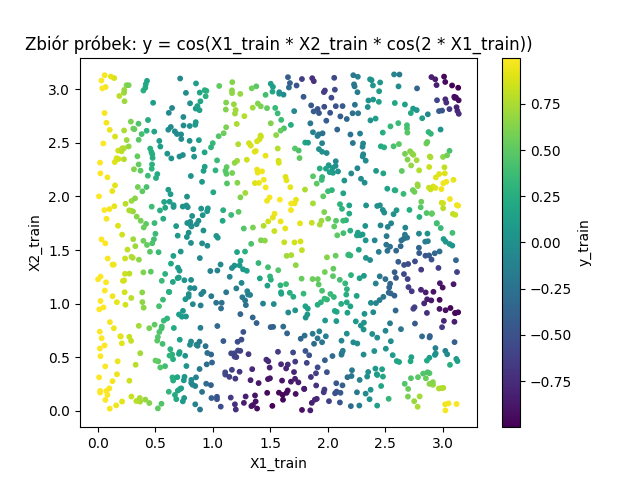 Zbiór próbek: y = cos(X1_train * X2_train * cos(2 * X1_train))
3.0
2.5
2.0
1.5
1.0
0.5
0.0
X2_train
0.0 0.5 1.0 1.5 2.0 2.5 3.0
X1_train
0.75
0.50
0.25
0.00
−0.25
−0.50
−0.75
y_train